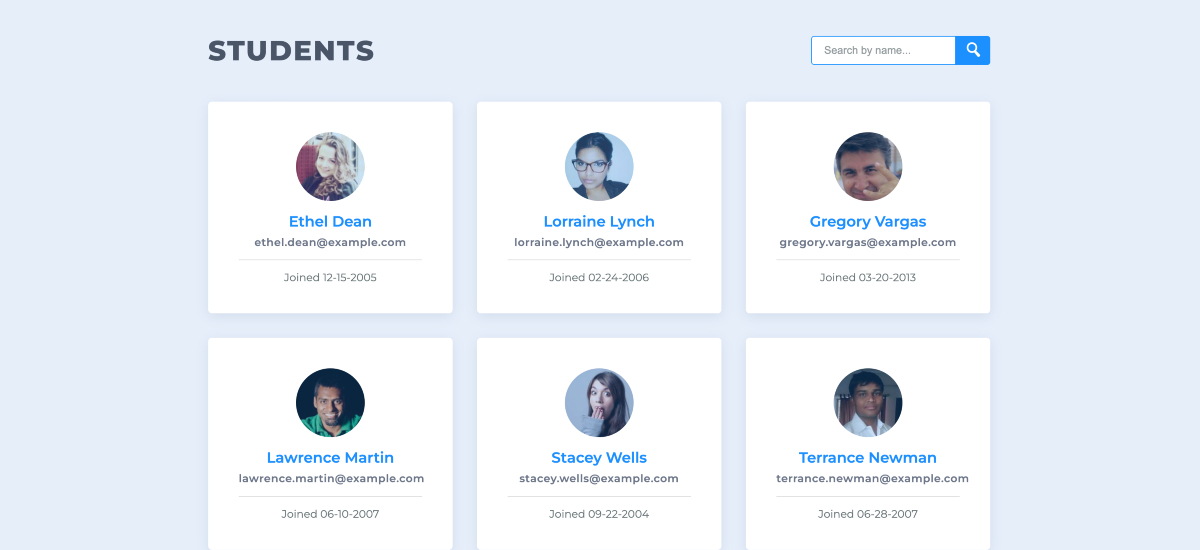 STUDENTS
Search by name...
Ethel Dean
ethel.dean@example.com
Joined 12-15-2005
Lorraine Lynch
lorraine.lynch@example.com
Joined 02-24-2006
Gregory Vargas
gregory.vargas@example.com
Joined 03-20-2013
Lawrence Martin
lawrence.martin@example.com
Joined 06-10-2007
Stacey Wells
stacey.wells@example.com
Joined 09-22-2004
Terrance Newman
terrance.newman@example.com
Joined 06-28-2007